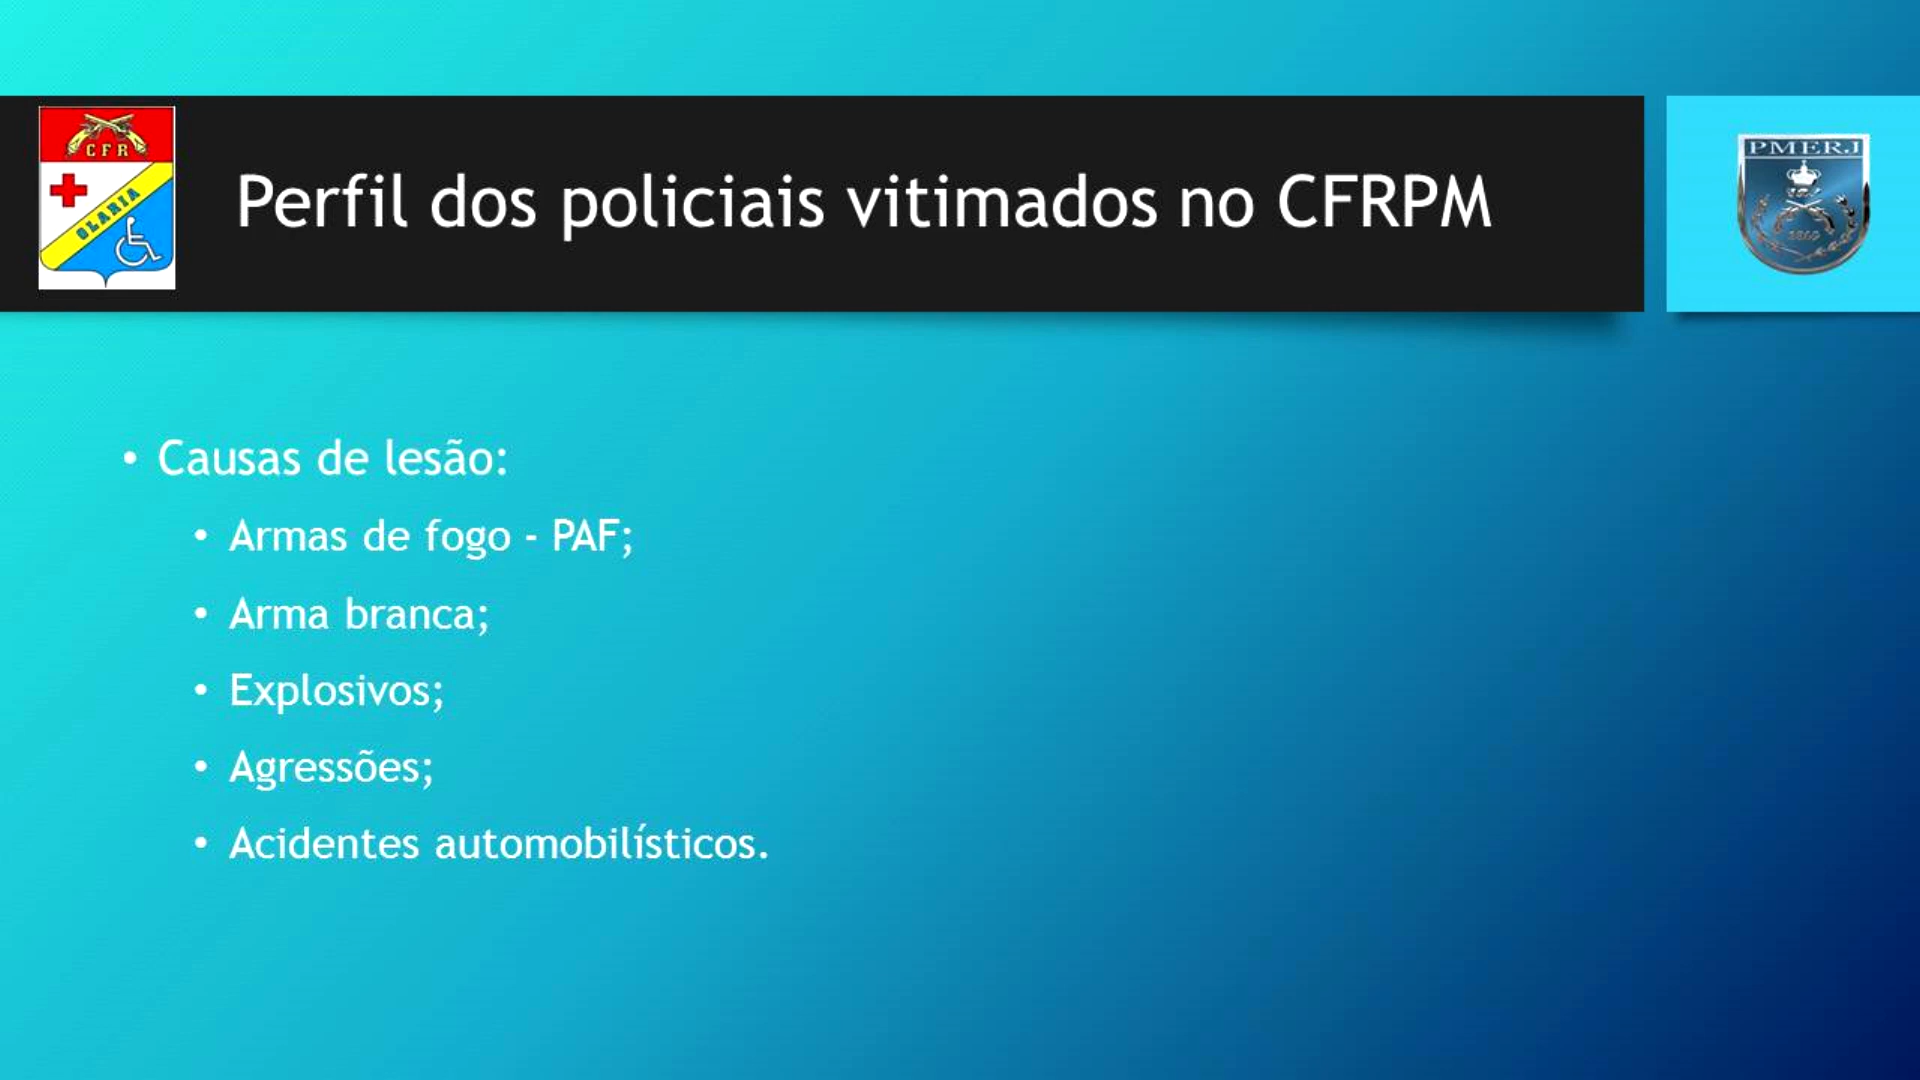 CFR
OLARIA
Perfil dos policiais vitimados no CFRPM
PMERJ
• Causas de lesão:
• Armas de fogo - PAF;
• Arma branca;
• Explosivos;
• Agressões;
• Acidentes automobilísticos.